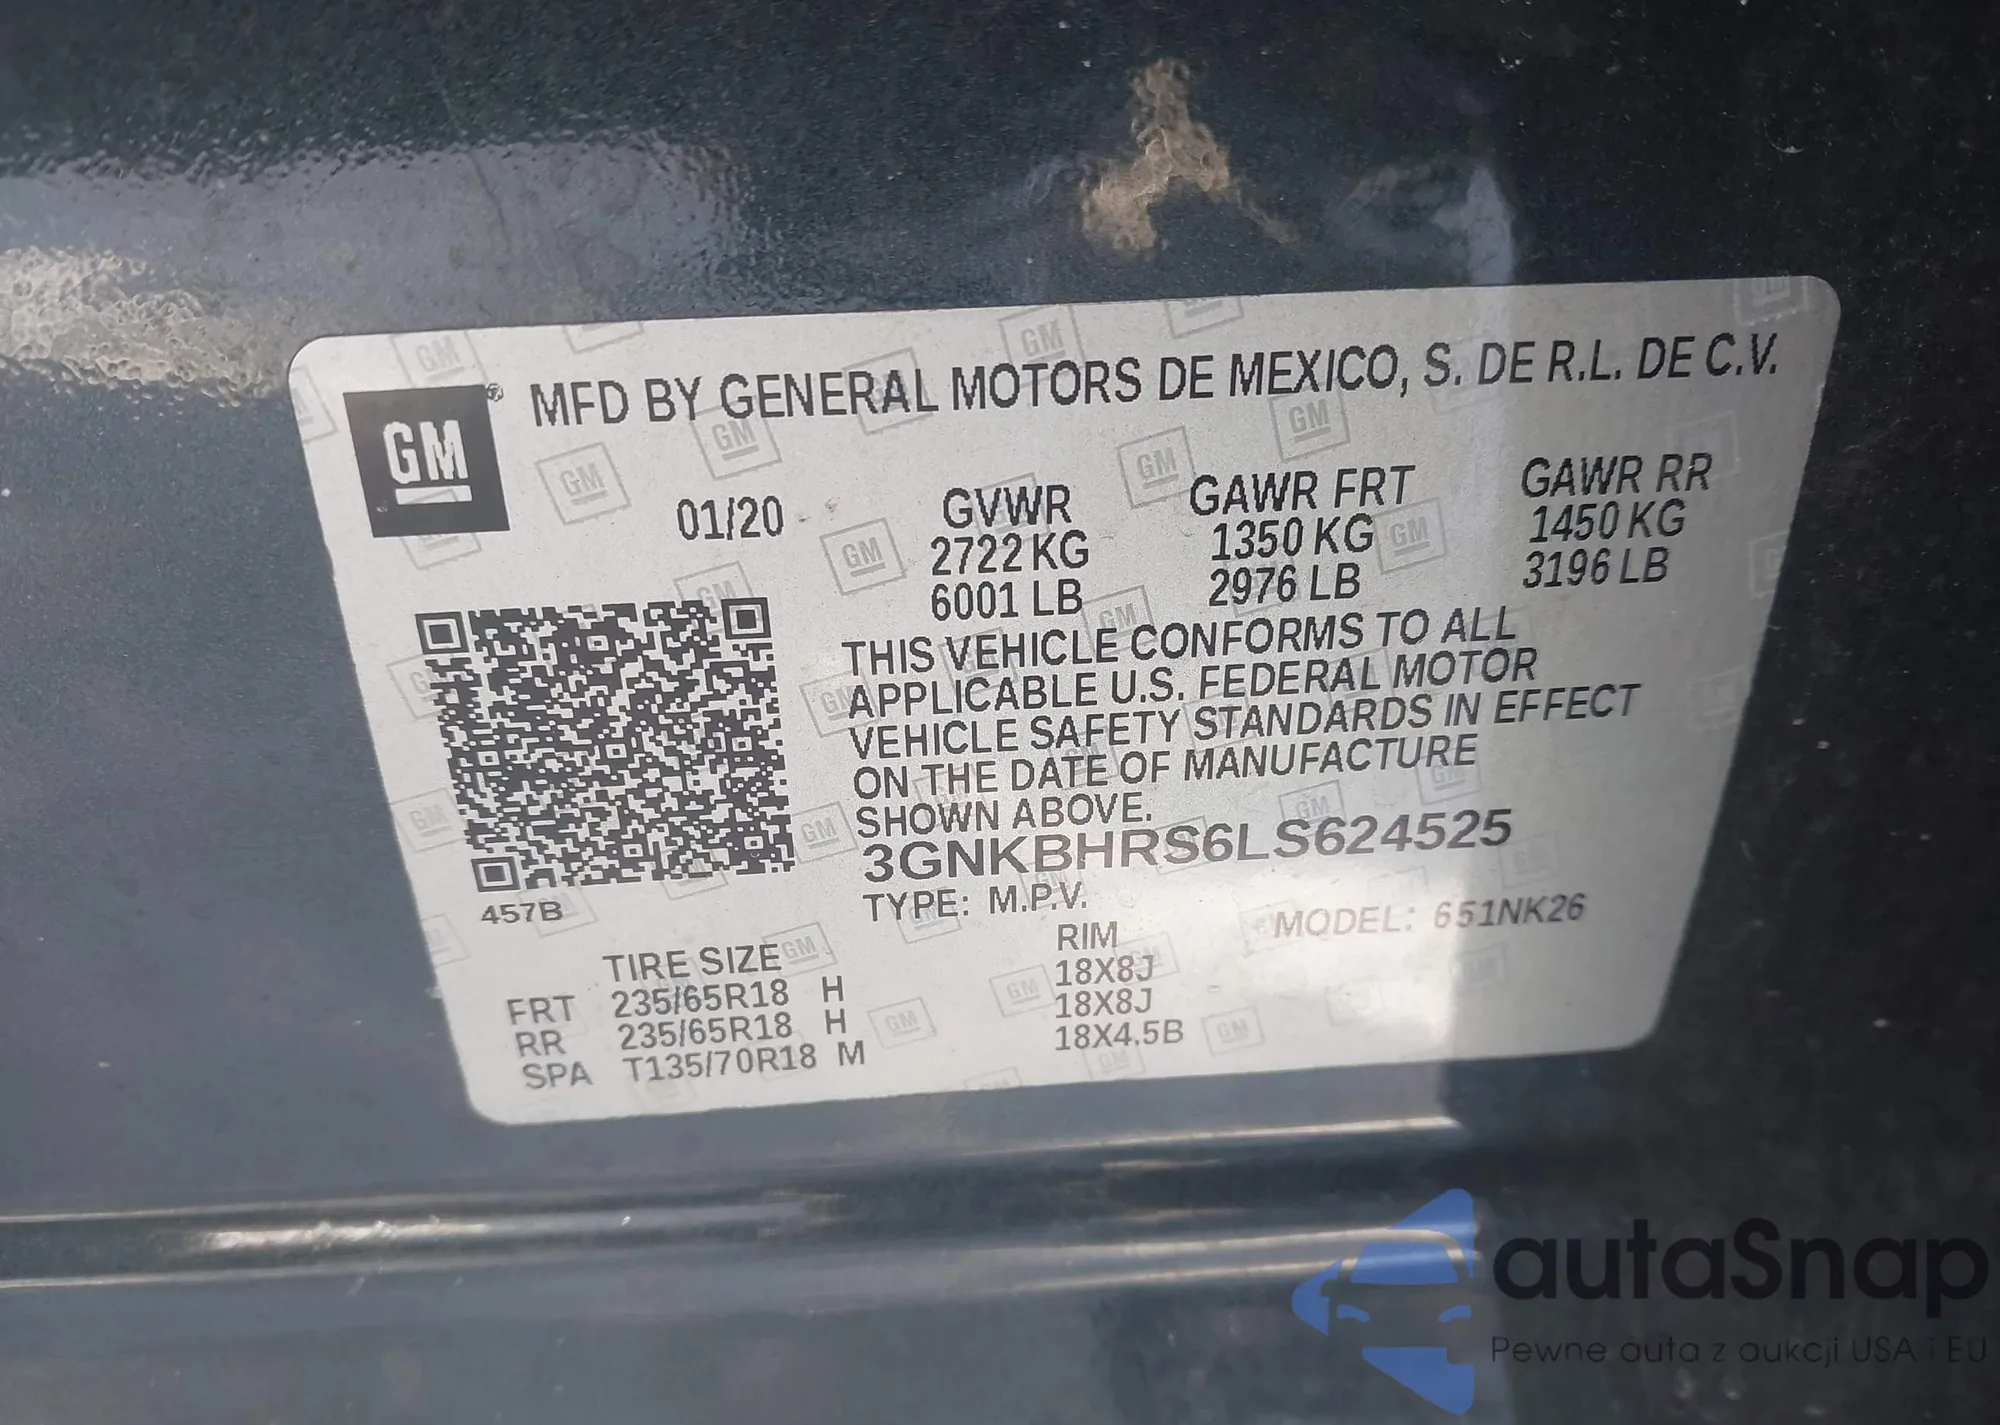 GM ® MFD BY GENERAL MOTORS DE MEXICO, S. DE R.L. DE C.V.
01/20 GVWR GAWR FRT GAWR RR
2722 KG 1350 KG 1450 KG
6001 LB 2976 LB 3196 LB
THIS VEHICLE CONFORMS TO ALL
APPLICABLE U.S. FEDERAL MOTOR
VEHICLE SAFETY STANDARDS IN EFFECT
ON THE DATE OF MANUFACTURE
SHOWN ABOVE.
3GNKBHRS6LS624525
457B
TYPE: M.P.V. MODEL: 651NK26
TIRE SIZE RIM
FRT 235/65R18 H 18X8J
RR 235/65R18 H 18X8J
SPA T135/70R18 M 18X4.5B
autaSnap
Pewne auta z aukcji USA i EU